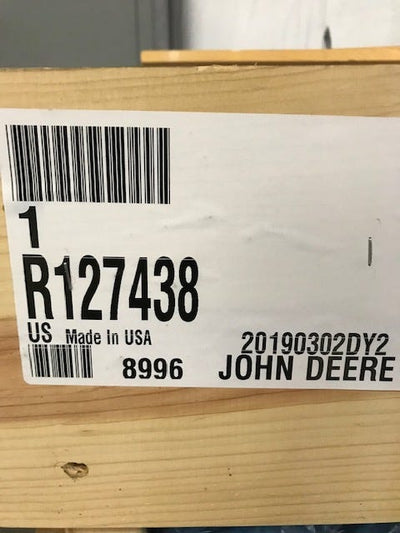 1
R127438
US Made In USA
20190302DY2
8996 JOHN DEERE